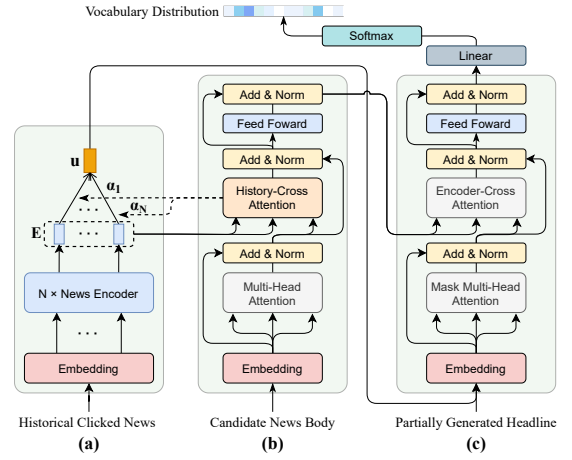 Vocabulary Distribution
Softmax
Linear
u
α1
αN
E
N × News Encoder
Embedding
Historical Clicked News
(a)
Add & Norm
Feed Foward
Add & Norm
History-Cross
Attention
Add & Norm
Multi-Head
Attention
Embedding
Candidate News Body
(b)
Add & Norm
Feed Foward
Add & Norm
Encoder-Cross
Attention
Add & Norm
Mask Multi-Head
Attention
Embedding
Partially Generated Headline
(c)